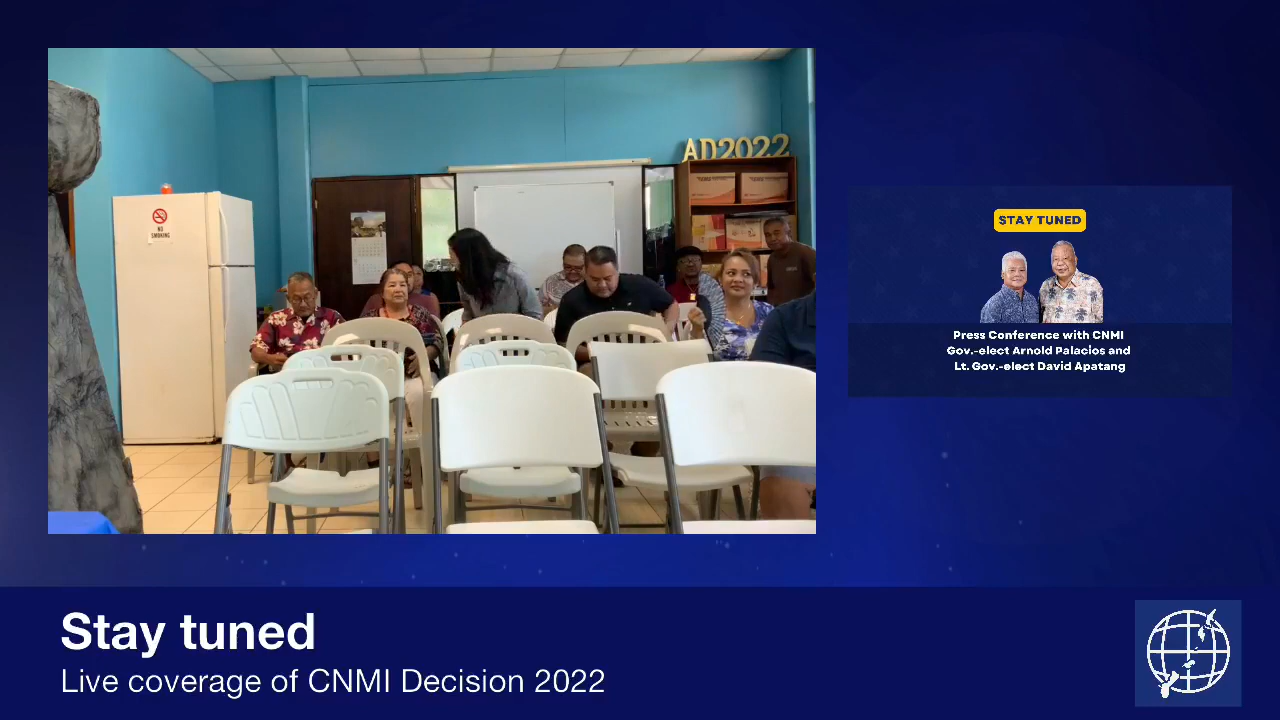 AD2022
NO
SMOKING
STAY TUNED
Press Conference with CNMI
Gov.-elect Arnold Palacios and
Lt. Gov.-elect David Apatang
Stay tuned
Live coverage of CNMI Decision 2022